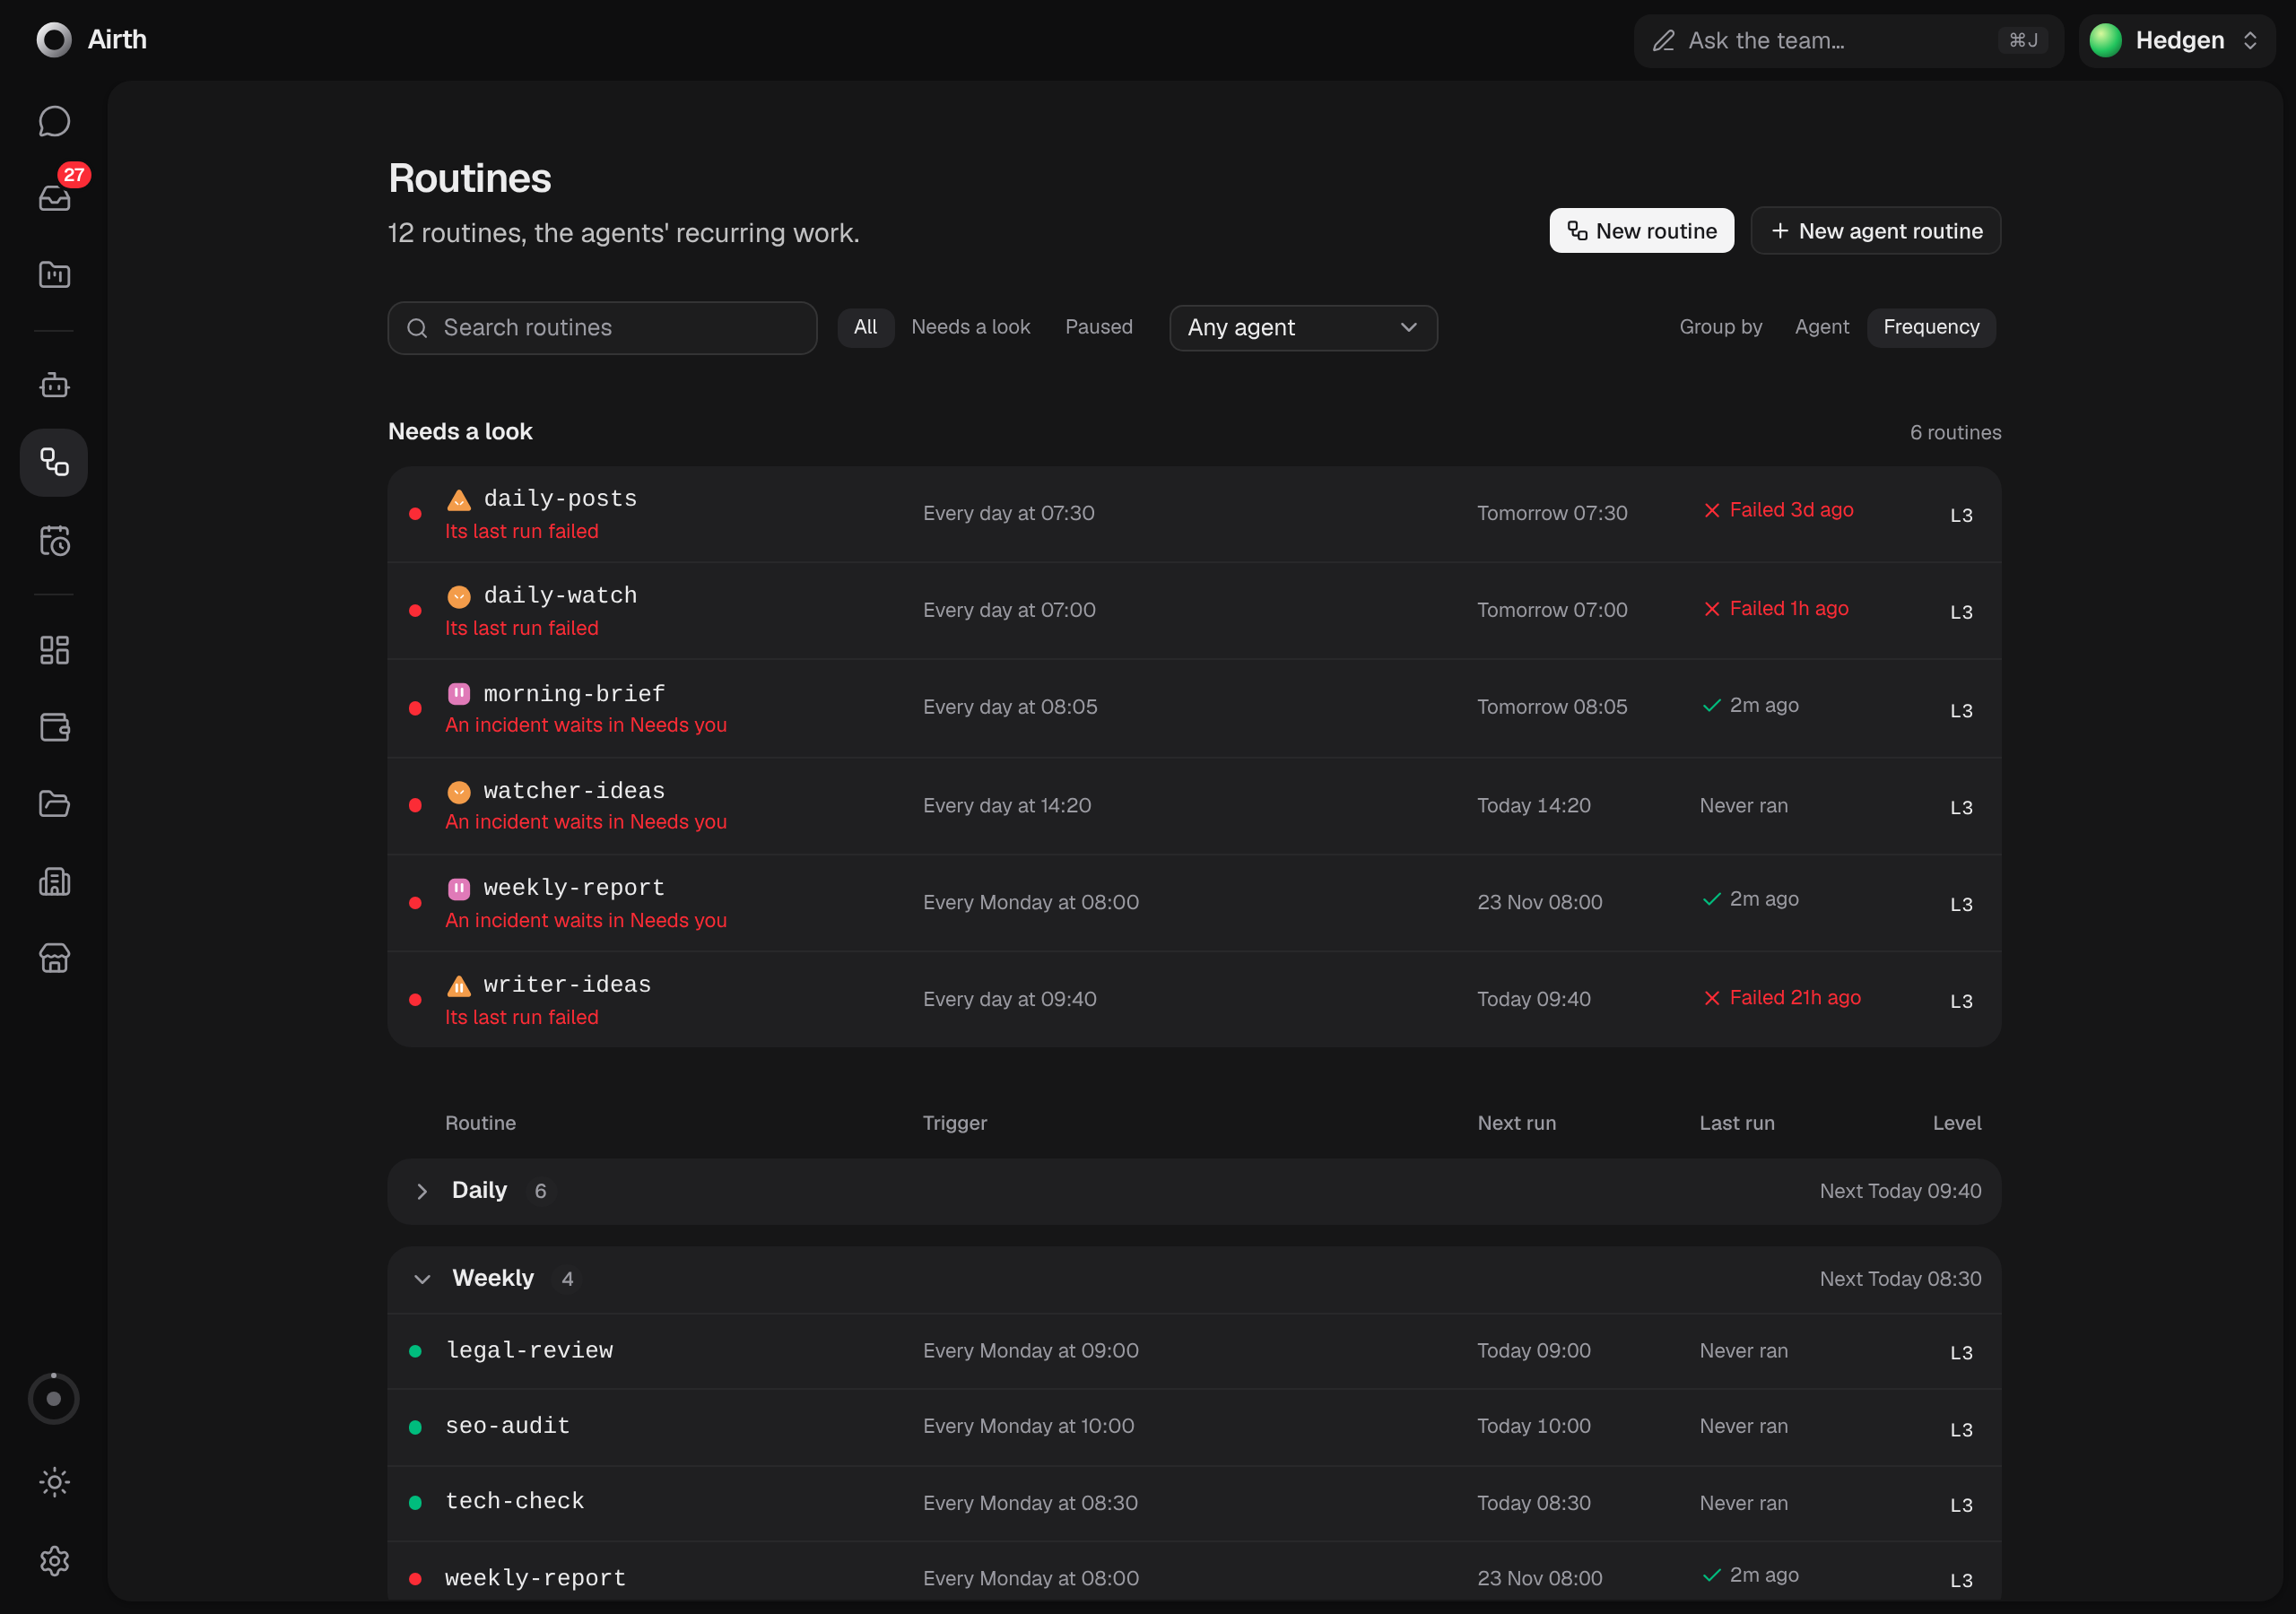 Airth
Ask the team... ⌘J
Hedgen
27
Routines
12 routines, the agents' recurring work.
New routine
New agent routine
Search routines
All
Needs a look
Paused
Any agent
Group by
Agent
Frequency
Needs a look
6 routines
daily-posts
Its last run failed
Every day at 07:30
Tomorrow 07:30
Failed 3d ago
L3
daily-watch
Its last run failed
Every day at 07:00
Tomorrow 07:00
Failed 1h ago
L3
morning-brief
An incident waits in Needs you
Every day at 08:05
Tomorrow 08:05
2m ago
L3
watcher-ideas
An incident waits in Needs you
Every day at 14:20
Today 14:20
Never ran
L3
weekly-report
An incident waits in Needs you
Every Monday at 08:00
23 Nov 08:00
2m ago
L3
writer-ideas
Its last run failed
Every day at 09:40
Today 09:40
Failed 21h ago
L3
Routine
Trigger
Next run
Last run
Level
Daily 6
Next Today 09:40
Weekly 4
Next Today 08:30
legal-review
Every Monday at 09:00
Today 09:00
Never ran
L3
seo-audit
Every Monday at 10:00
Today 10:00
Never ran
L3
tech-check
Every Monday at 08:30
Today 08:30
Never ran
L3
weekly-report
Every Monday at 08:00
23 Nov 08:00
2m ago
L3